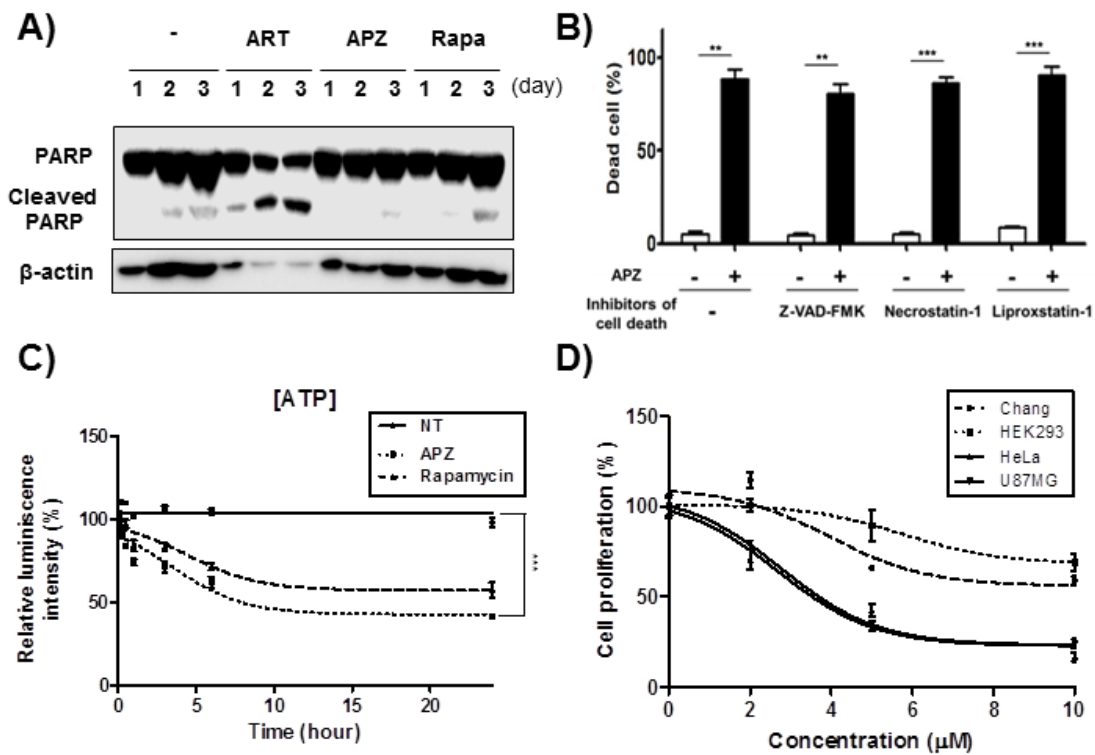 A)
- ART APZ Rapa
1 2 3 1 2 3 1 2 3 1 2 3 (day)
PARP
Cleaved
PARP
β-actin
B)
Dead cell (%)
100
50
0
** ** *** ***
APZ - + - + - + - +
Inhibitors of
cell death
- Z-VAD-FMK Necrostatin-1 Liproxstatin-1
C)
[ATP]
NT
APZ
Rapamycin
Relative luminiscence
intensity (%)
150
100
50
0
0 5 10 15 20
Time (hour)
***
D)
Chang
HEK293
HeLa
U87MG
Cell proliferation (%)
150
100
50
0
0 2 4 6 8 10
Concentration (μM)